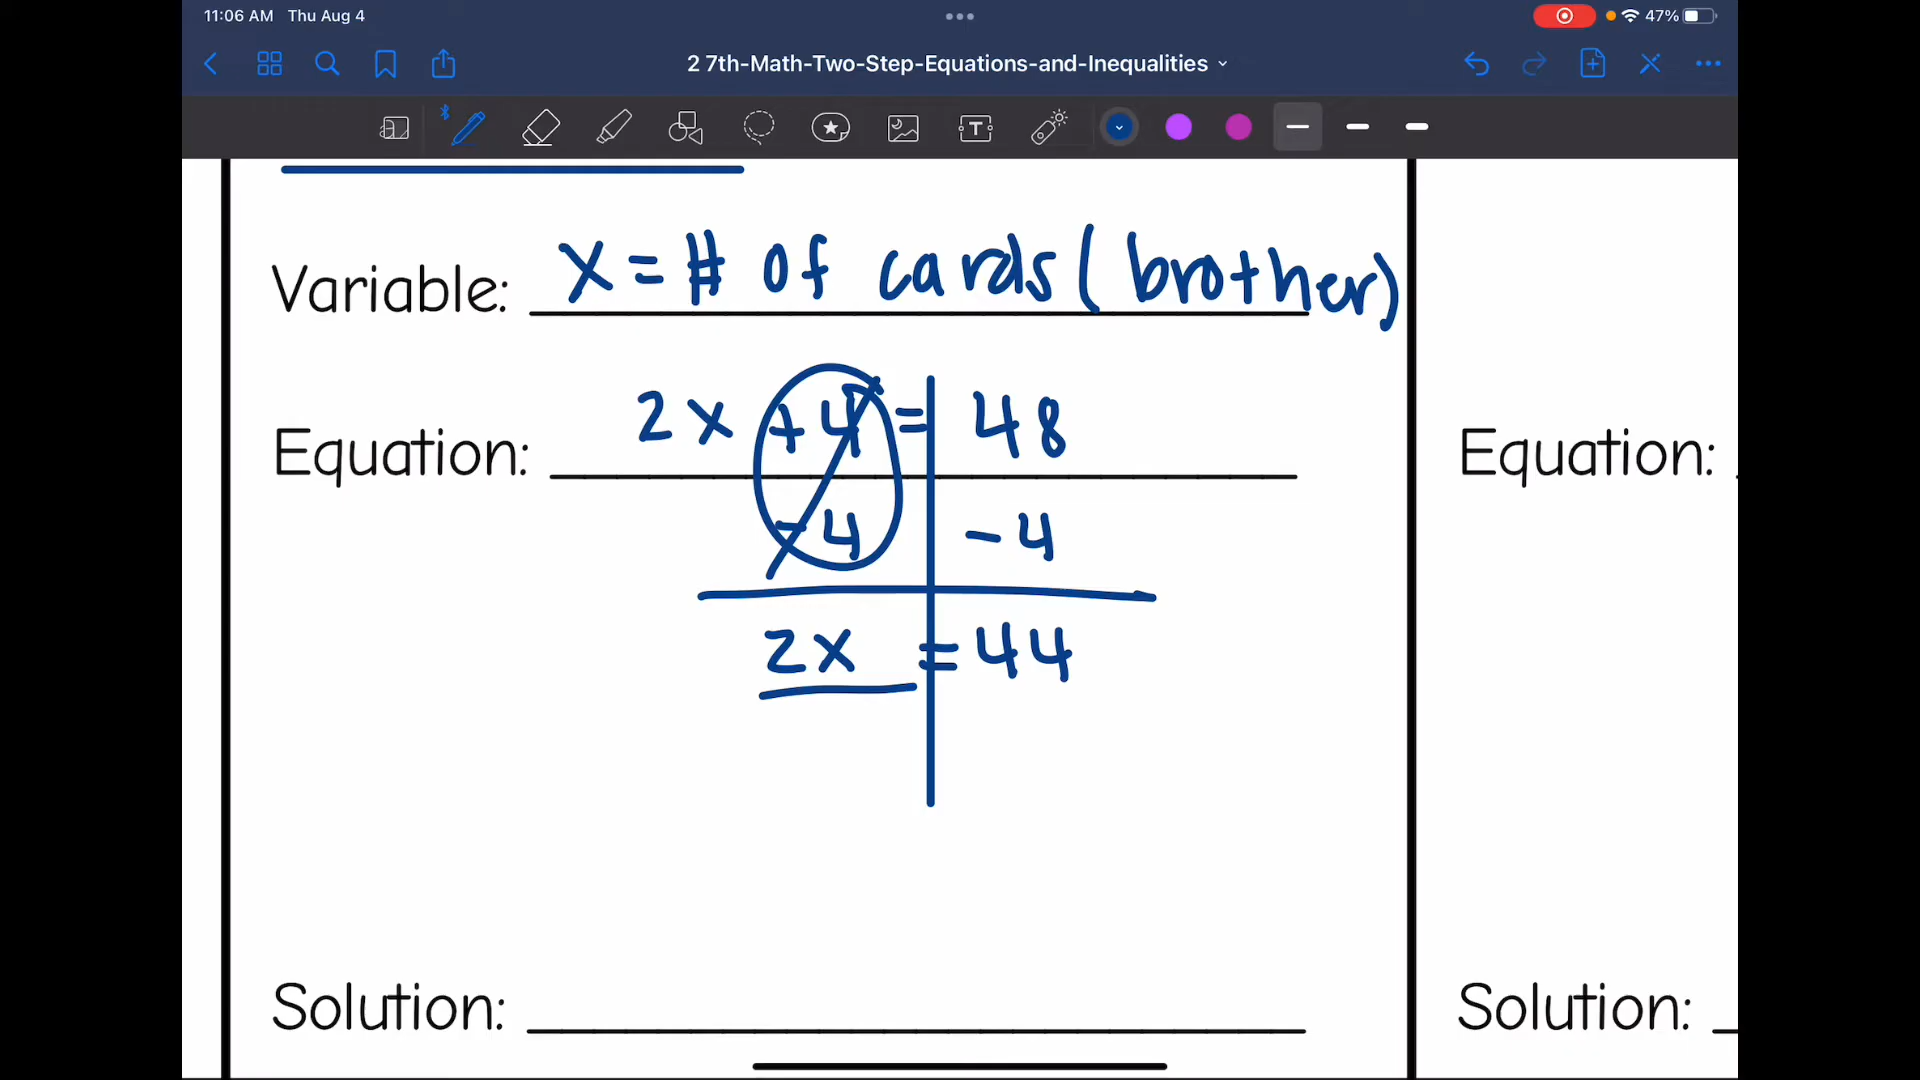 11:06 AM Thu Aug 4 47%
2 7th-Math-Two-Step-Equations-and-Inequalities
T
Variable: x = # of cards (brother)
Equation: 2x + 4 = 48
Equation:
- 4 - 4
2x = 44
Solution:
Solution: